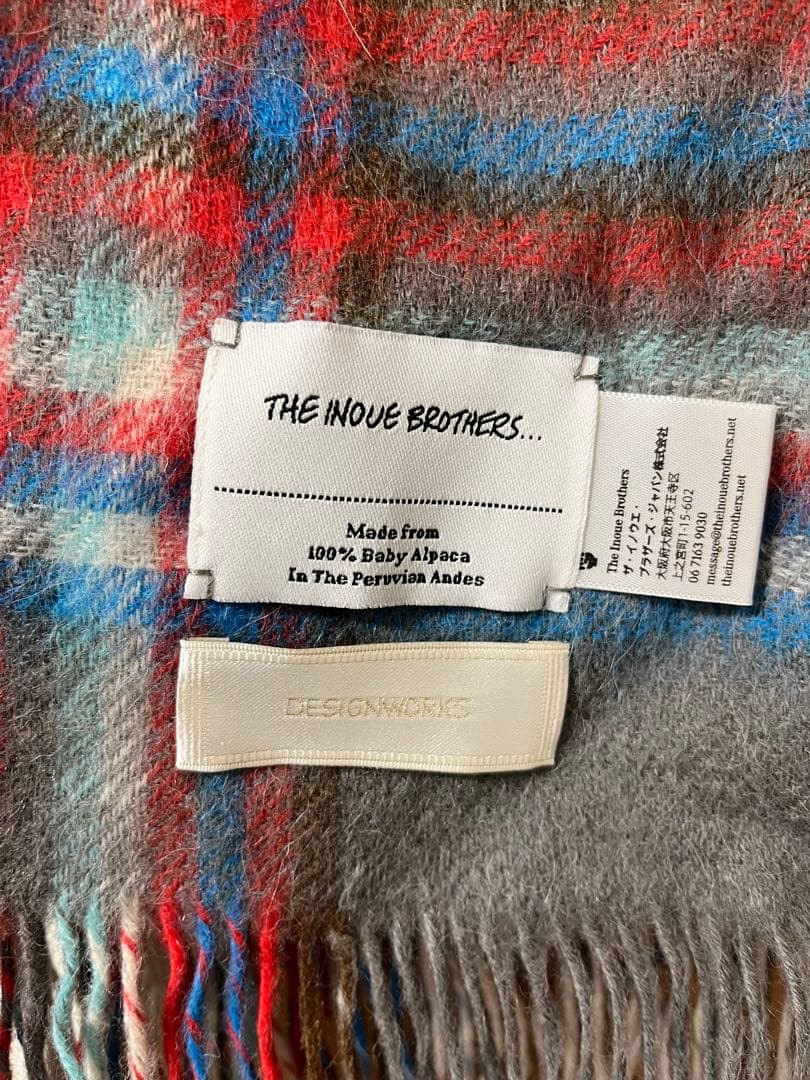 THE INOUE BROTHERS...
Made from
100% Baby Alpaca
In The Peruvian Andes
The Inoue Brothers
ザ・イノウエ・
ブラザーズ・ジャパン株式会社
大阪府大阪市天王寺区
上之宮町1-15-602
06 7163 9030
message@theinouebrothers.net
theinouebrothers.net
DESIGNWORKS